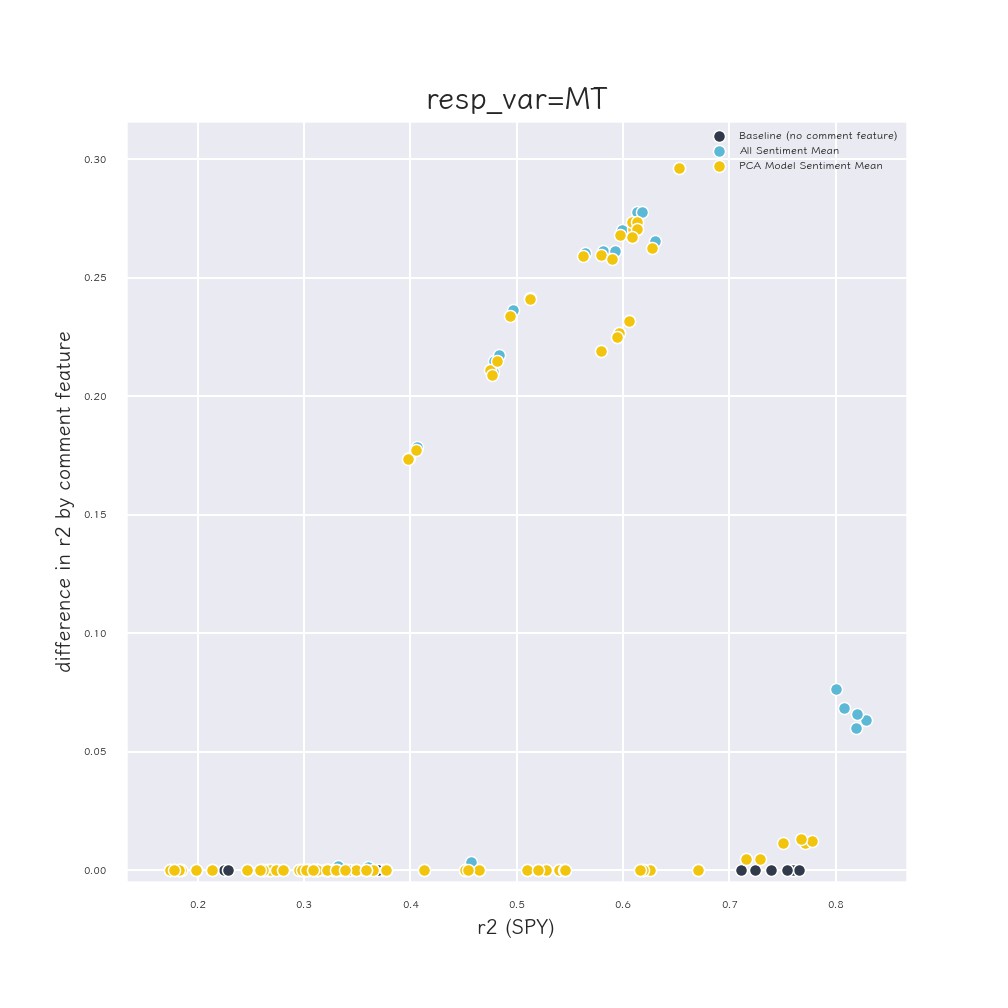 resp_var=MT
Baseline (no comment feature)
All Sentiment Mean
PCA Model Sentiment Mean
difference in r2 by comment feature
0.30
0.25
0.20
0.15
0.10
0.05
0.00
0.2 0.3 0.4 0.5 0.6 0.7 0.8
r2 (SPY)